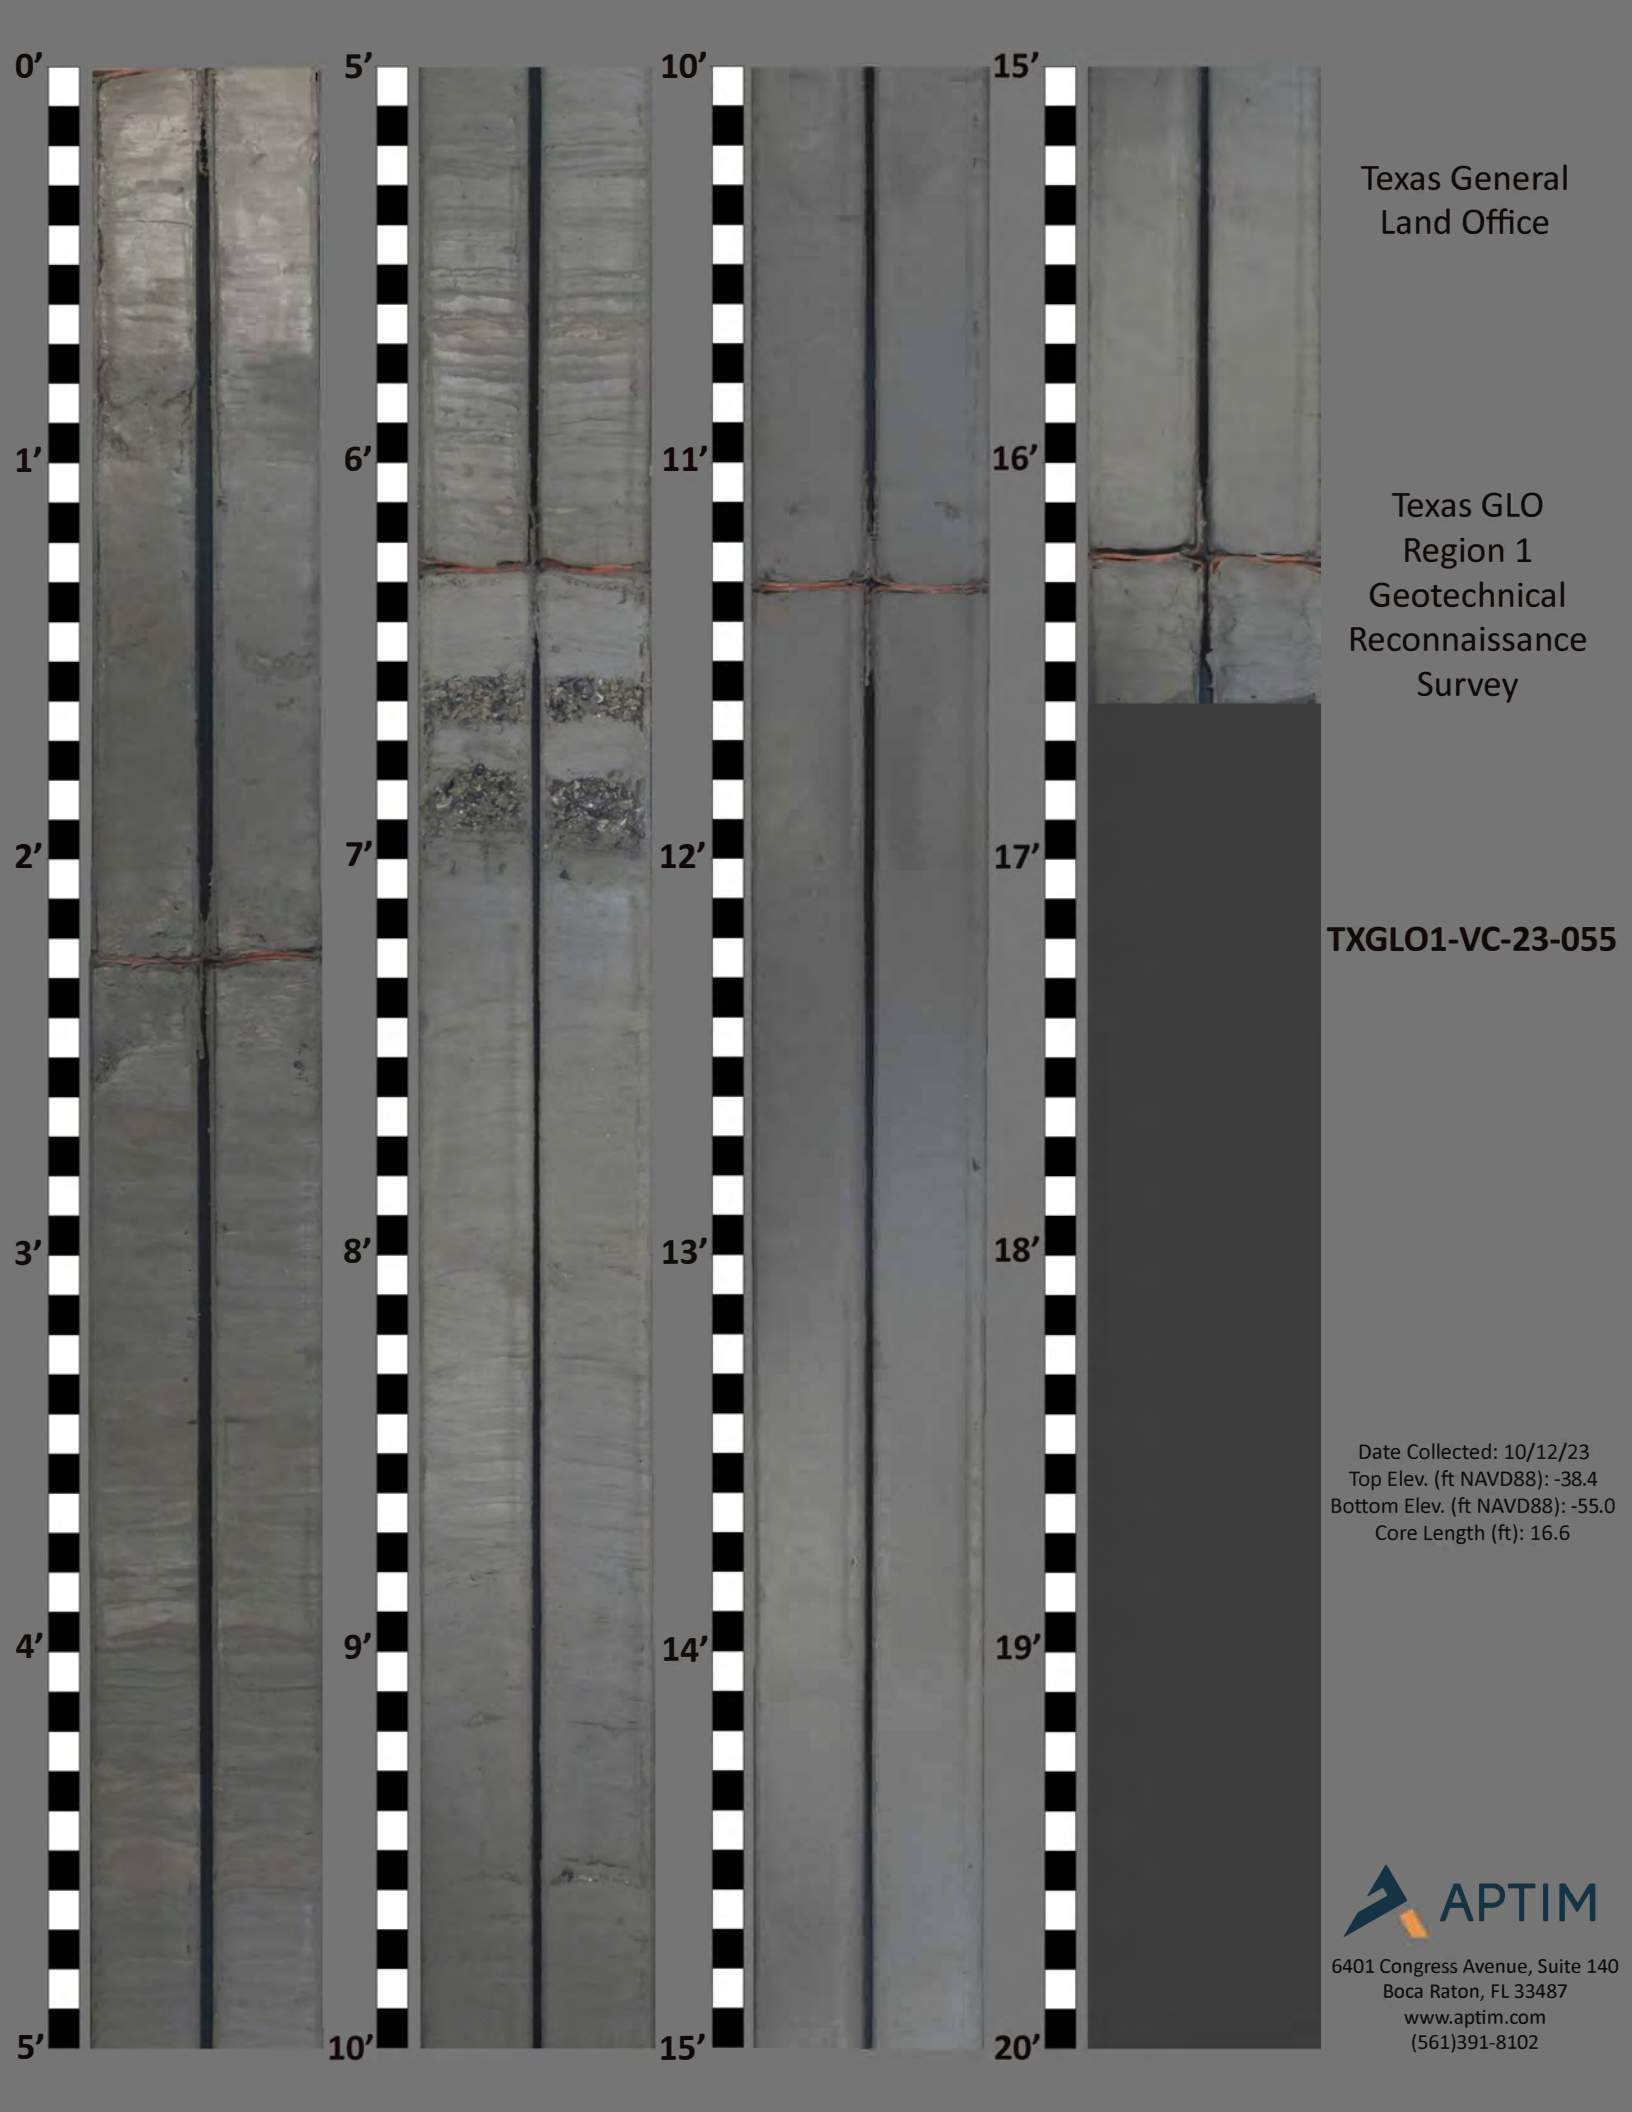 0’
1’
2’
3’
4’
5’
5’
6’
7’
8’
9’
10’
10’
11’
12’
13’
14’
15’
15’
16’
17’
18’
19’
20’
Texas General
Land Office
Texas GLO
Region 1
Geotechnical
Reconnaissance
Survey
TXGLO1-VC-23-055
Date Collected: 10/12/23
Top Elev. (ft NAVD88): -38.4
Bottom Elev. (ft NAVD88): -55.0
Core Length (ft): 16.6
APTIM
6401 Congress Avenue, Suite 140
Boca Raton, FL 33487
www.aptim.com
(561)391-8102